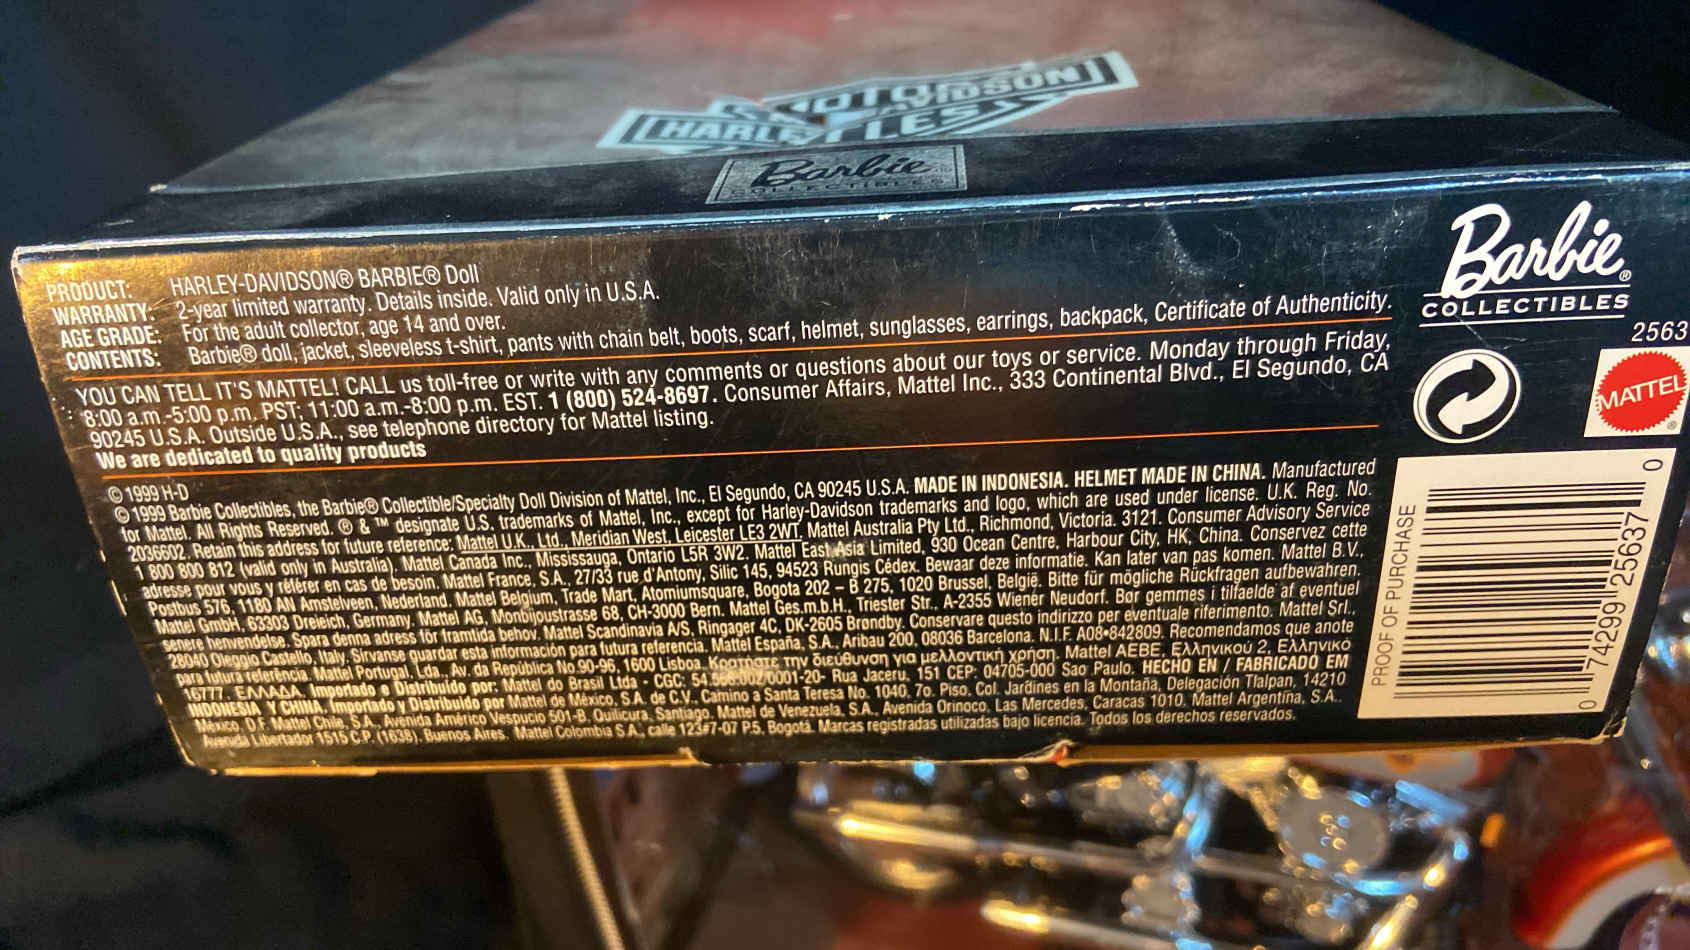 MOTOR
HARLEY-DAVIDSON
CYCLES
Barbie
COLLECTIBLES
PRODUCT: HARLEY-DAVIDSON® BARBIE® Doll
WARRANTY: 2-year limited warranty. Details inside. Valid only in U.S.A.
AGE GRADE: For the adult collector, age 14 and over.
CONTENTS: Barbie® doll, jacket, sleeveless t-shirt, pants with chain belt, boots, scarf, helmet, sunglasses, earrings, backpack, Certificate of Authenticity.
YOU CAN TELL IT'S MATTEL! CALL us toll-free or write with any comments or questions about our toys or service. Monday through Friday,
8:00 a.m.-5:00 p.m. PST; 11:00 a.m.-8:00 p.m. EST. 1 (800) 524-8697. Consumer Affairs, Mattel Inc., 333 Continental Blvd., El Segundo, CA
90245 U.S.A. Outside U.S.A., see telephone directory for Mattel listing.
We are dedicated to quality products
© 1999 H-D
© 1999 Barbie Collectibles, the Barbie® Collectible/Specialty Doll Division of Mattel, Inc., El Segundo, CA 90245 U.S.A. MADE IN INDONESIA. HELMET MADE IN CHINA. Manufactured
for Mattel. All Rights Reserved. ® & ™ designate U.S. trademarks of Mattel, Inc., except for Harley-Davidson trademarks and logo, which are used under license. U.K. Reg. No.
2036602. Retain this address for future reference: Mattel U.K., Ltd., Meridian West, Leicester LE3 2WT. Mattel Australia Pty Ltd., Richmond, Victoria. 3121. Consumer Advisory Service
1 800 800 812 (valid only in Australia). Mattel Canada Inc., Mississauga, Ontario L5R 3W2. Mattel East Asia Limited, 930 Ocean Centre, Harbour City, HK, China. Conservez cette
adresse pour vous y référer en cas de besoin. Mattel France, S.A., 27/33 rue d'Antony, Silic 145, 94523 Rungis Cédex. Bewaar deze informatie. Kan later van pas komen. Mattel B.V.,
Postbus 576, 1180 AN Amstelveen, Nederland. Mattel Belgium, Trade Mart, Atomiumsquare, Bogota 202 – B 275, 1020 Brussel, België. Bitte für mögliche Rückfragen aufbewahren.
Mattel GmbH, 63303 Dreieich, Germany. Mattel AG, Monbijoustrasse 68, CH-3000 Bern. Mattel Ges.m.b.H., Triester Str., A-2355 Wiener Neudorf. Bør gemmes i tilfaelde af eventuel
senere henvendelse. Spara denna adress för framtida behov. Mattel Scandinavia A/S, Ringager 4C, DK-2605 Brøndby. Conservare questo indirizzo per eventuale riferimento. Mattel Srl.,
28040 Oleggio Castello, Italy. Sírvanse guardar esta información para futura referencia. Mattel España, S.A., Aribau 200, 08036 Barcelona. N.I.F. A08•842809. Recomendamos que anote
para futura referência. Mattel Portugal, Lda., Av. da República No.90-96, 1600 Lisboa. Κρατήστε την διεύθυνση για μελλοντική χρήση. Mattel AEBE, Ελληνικού 2, Ελληνικό
16777, ΕΛΛΑΔΑ. Importado e Distribuido por: Mattel do Brasil Ltda - CGC: 54. 0001-20- Rua Jaceru, 151 CEP: 04705-000 Sao Paulo. HECHO EN / FABRICADO EM
INDONESIA Y CHINA. Importado y Distribuido por Mattel de México, S.A. de C.V., Camino a Santa Teresa No. 1040, 7o. Piso, Col. Jardines en la Montaña, Delegación Tlalpan, 14210
México, D.F. Mattel Chile, S.A., Avenida Américo Vespucio 501-B, Quilicura, Santiago. Mattel de Venezuela, S.A., Avenida Orinoco, Las Mercedes, Caracas 1010. Mattel Argentina, S.A.,
Avenida Libertador 1515 C.P. (1638), Buenos Aires. Mattel Colombia S.A., calle 123#7-07 P.5, Bogotá. Marcas registradas utilizadas bajo licencia. Todos los derechos reservados.
Barbie®
COLLECTIBLES
2563
MATTEL®
PROOF OF PURCHASE
0 74299 25637 0